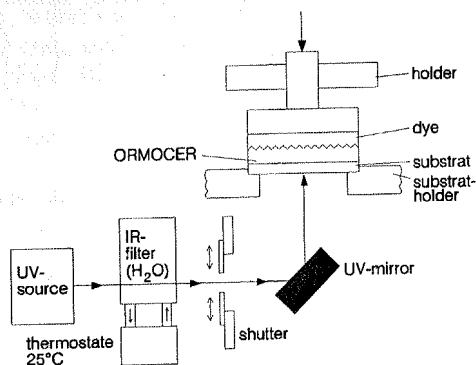 holder
dye
ORMOCER
substrat
substrat-
holder
IR-
filter
(H₂O)
UV-
source
UV-mirror
shutter
thermostate
25°C